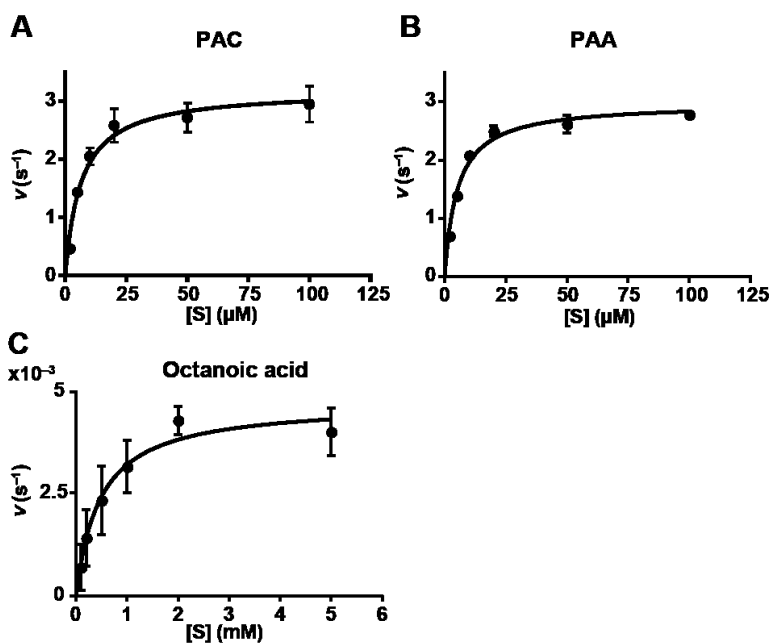 A
PAC
v (s⁻¹)
3
2
1
0
0 25 50 75 100 125
[S] (µM)
B
PAA
v (s⁻¹)
3
2
1
0
0 25 50 75 100 125
[S] (µM)
C
x10⁻³
Octanoic acid
v (s⁻¹)
5
2.5
0
0 1 2 3 4 5 6
[S] (mM)